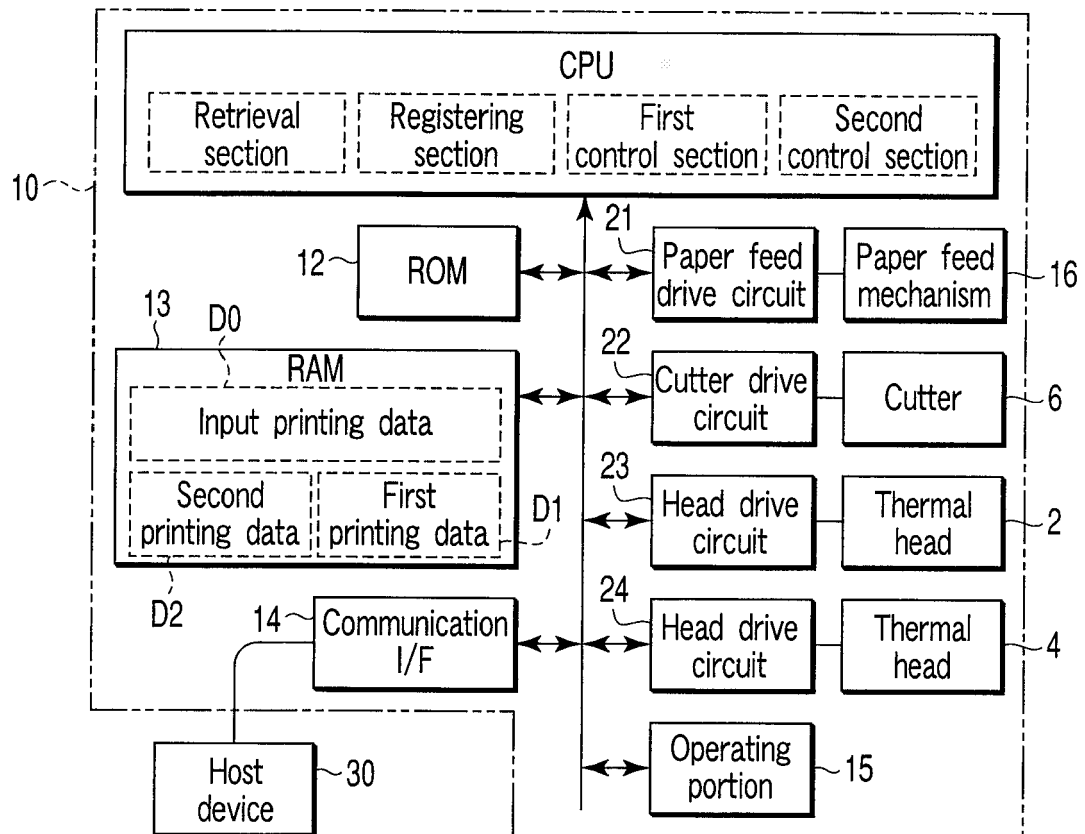 CPU
Retrieval
section
Registering
section
First
control section
Second
control section
10
12
ROM
21
Paper feed
drive circuit
Paper feed
mechanism
16
13
D0
RAM
Input printing data
Second
printing data
First
printing data
D1
D2
22
Cutter drive
circuit
Cutter
6
23
Head drive
circuit
Thermal
head
2
14
Communication
I/F
24
Head drive
circuit
Thermal
head
4
Host
device
30
Operating
portion
15